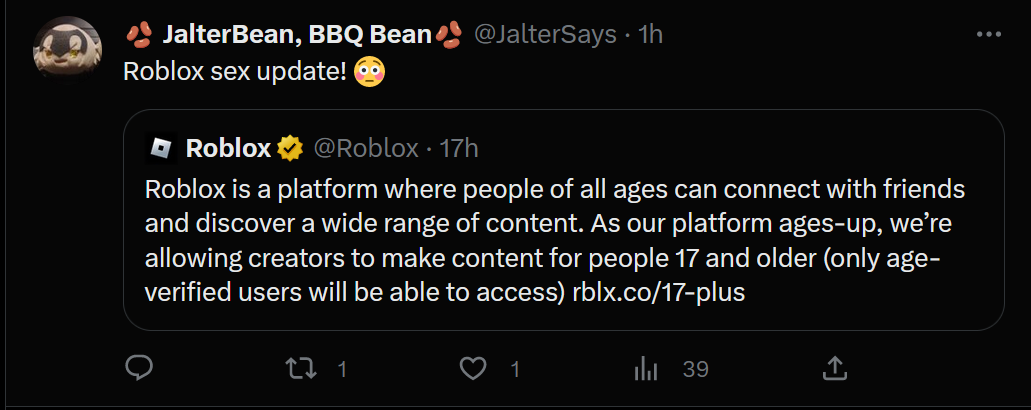 🫘 JalterBean, BBQ Bean🫘 @JalterSays · 1h
Roblox sex update! 😳
Roblox @Roblox · 17h
Roblox is a platform where people of all ages can connect with friends
and discover a wide range of content. As our platform ages-up, we’re
allowing creators to make content for people 17 and older (only age-
verified users will be able to access) rblx.co/17-plus
1 1 39